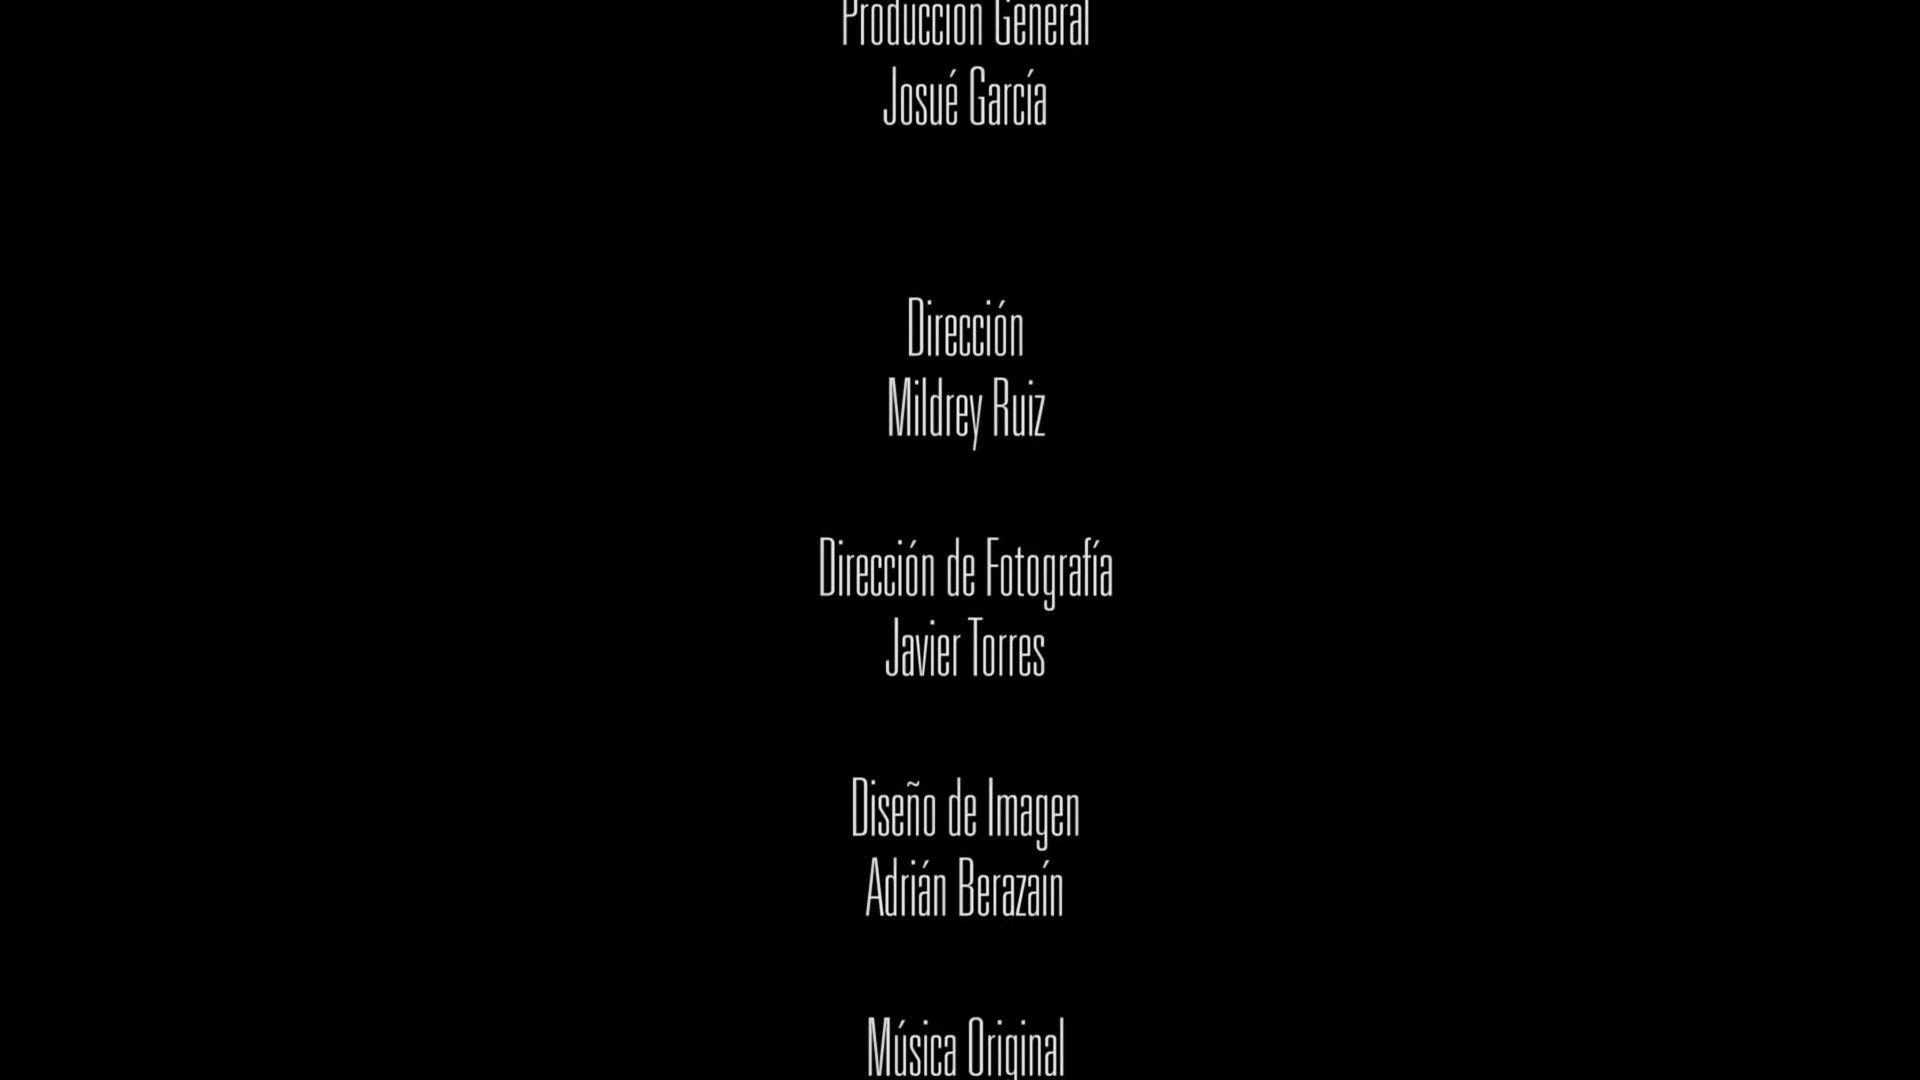 Producción General
Josué García
Dirección
Mildrey Ruiz
Dirección de Fotografía
Javier Torres
Diseño de Imagen
Adrián Berazaín
Música Original